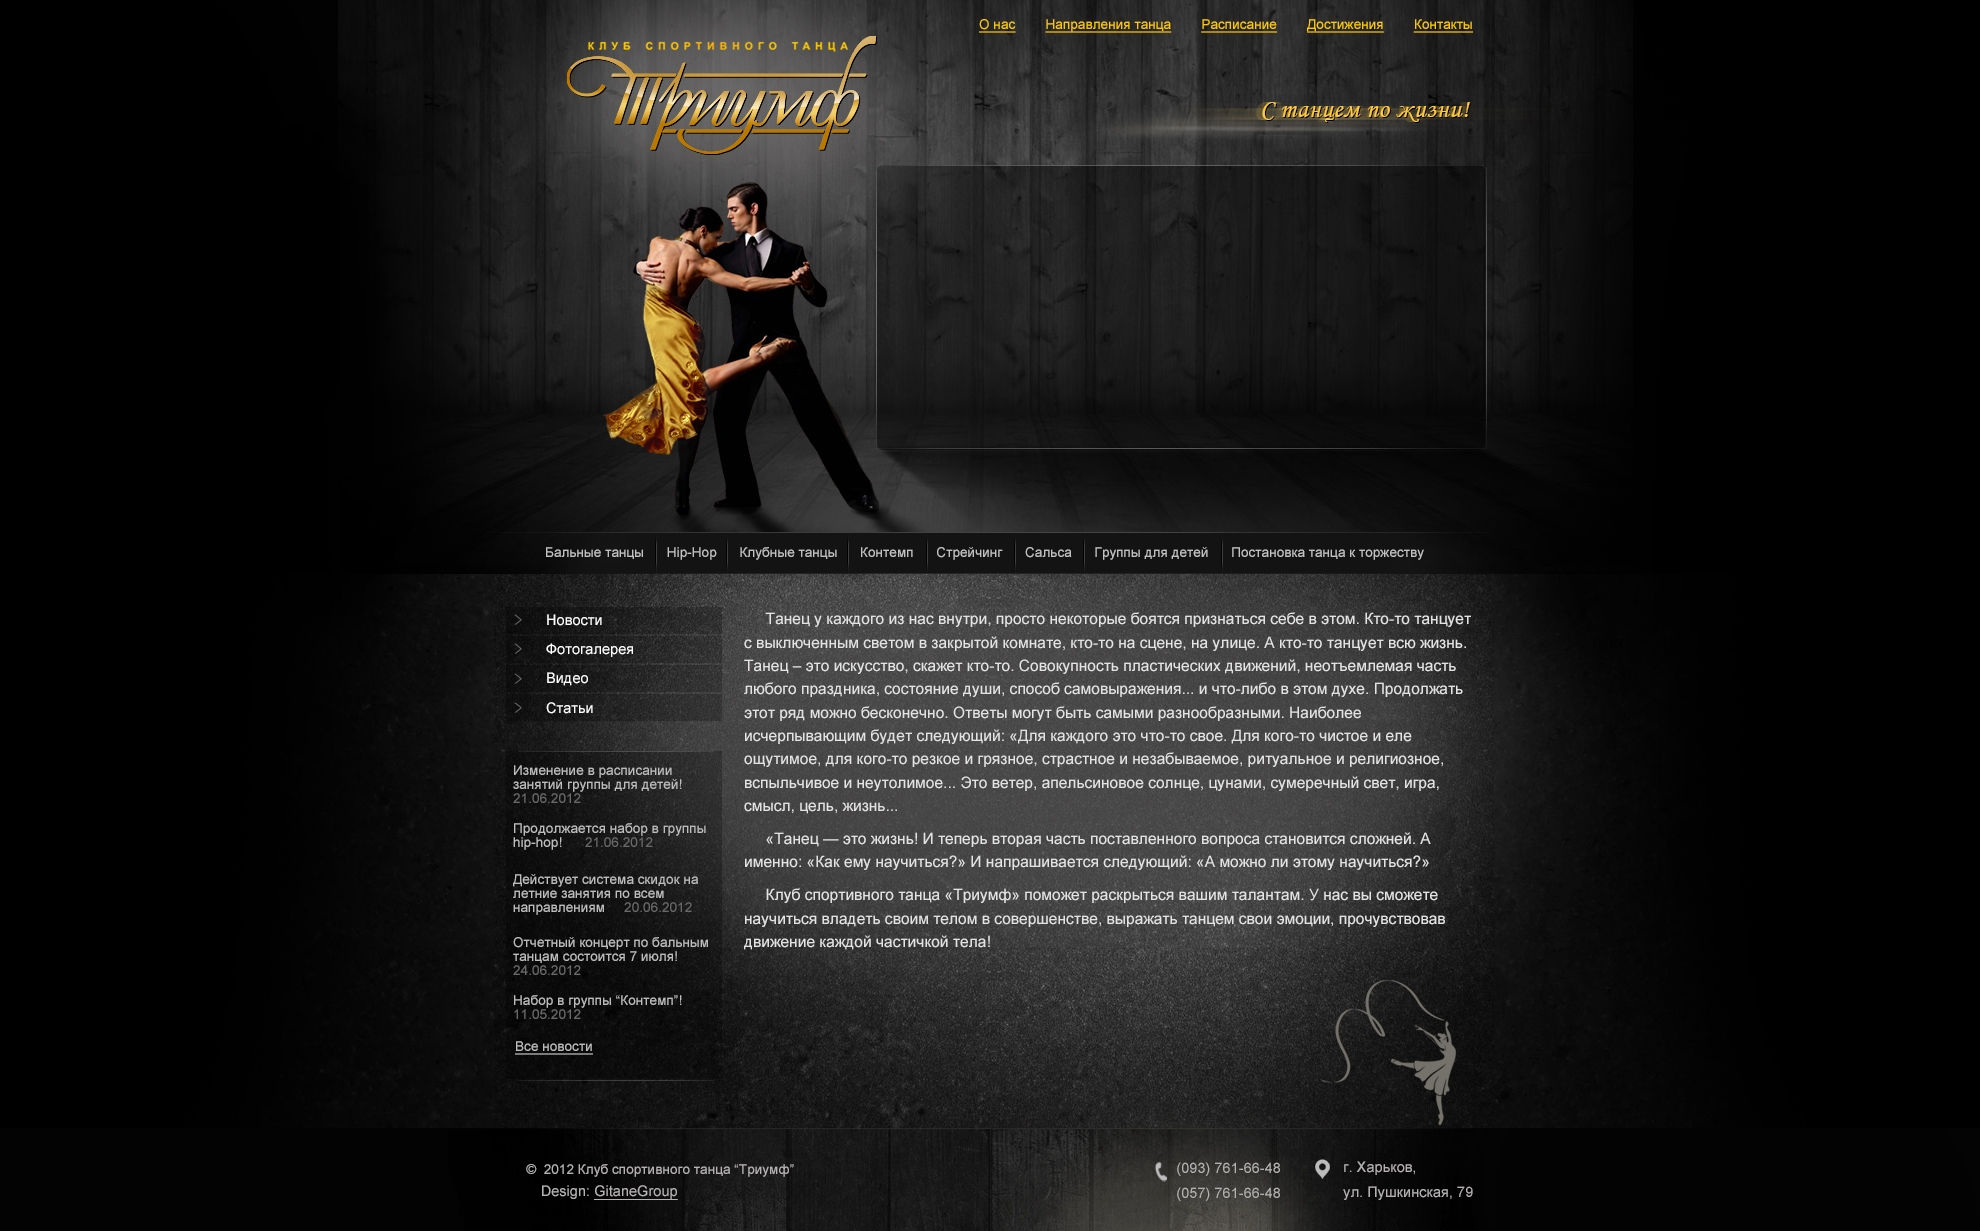 О нас
Направления танца
Расписание
Достижения
Контакты
КЛУБ СПОРТИВНОГО ТАНЦА
Триумф
С танцем по жизни!
Бальные танцы
Hip-Hop
Клубные танцы
Контемп
Стрейчинг
Сальса
Группы для детей
Постановка танца к торжеству
Новости
Фотогалерея
Видео
Статьи
Изменение в расписании
занятий группы для детей!
21.06.2012
Продолжается набор в группы
hip-hop! 21.06.2012
Действует система скидок на
летние занятия по всем
направлениям 20.06.2012
Отчетный концерт по бальным
танцам состоится 7 июля!
24.06.2012
Набор в группы “Контемп”!
11.05.2012
Все новости
Танец у каждого из нас внутри, просто некоторые боятся признаться себе в этом. Кто-то танцует
с выключенным светом в закрытой комнате, кто-то на сцене, на улице. А кто-то танцует всю жизнь.
Танец – это искусство, скажет кто-то. Совокупность пластических движений, неотъемлемая часть
любого праздника, состояние души, способ самовыражения... и что-либо в этом духе. Продолжать
этот ряд можно бесконечно. Ответы могут быть самыми разнообразными. Наиболее
исчерпывающим будет следующий: «Для каждого это что-то свое. Для кого-то чистое и еле
ощутимое, для кого-то резкое и грязное, страстное и незабываемое, ритуальное и религиозное,
вспыльчивое и неутолимое... Это ветер, апельсиновое солнце, цунами, сумеречный свет, игра,
смысл, цель, жизнь...
«Танец — это жизнь! И теперь вторая часть поставленного вопроса становится сложней. А
именно: «Как ему научиться?» И напрашивается следующий: «А можно ли этому научиться?»
Клуб спортивного танца «Триумф» поможет раскрыться вашим талантам. У нас вы сможете
научиться владеть своим телом в совершенстве, выражать танцем свои эмоции, прочувствовав
движение каждой частичкой тела!
© 2012 Клуб спортивного танца “Триумф”
Design: GitaneGroup
(093) 761-66-48
(057) 761-66-48
г. Харьков,
ул. Пушкинская, 79